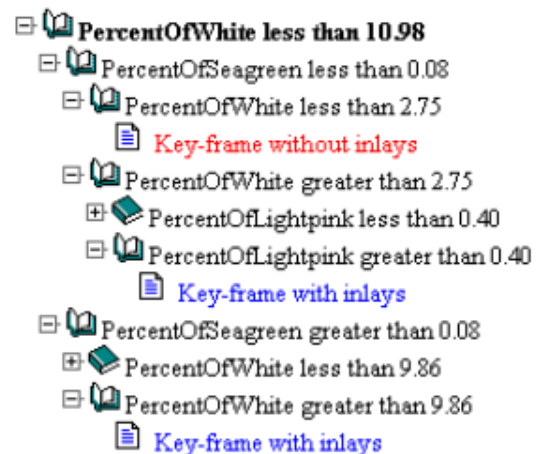 PercentOfWhite less than 10.98
PercentOfSeagreen less than 0.08
PercentOfWhite less than 2.75
Key-frame without inlays
PercentOfWhite greater than 2.75
PercentOfLightpink less than 0.40
PercentOfLightpink greater than 0.40
Key-frame with inlays
PercentOfSeagreen greater than 0.08
PercentOfWhite less than 9.86
PercentOfWhite greater than 9.86
Key-frame with inlays